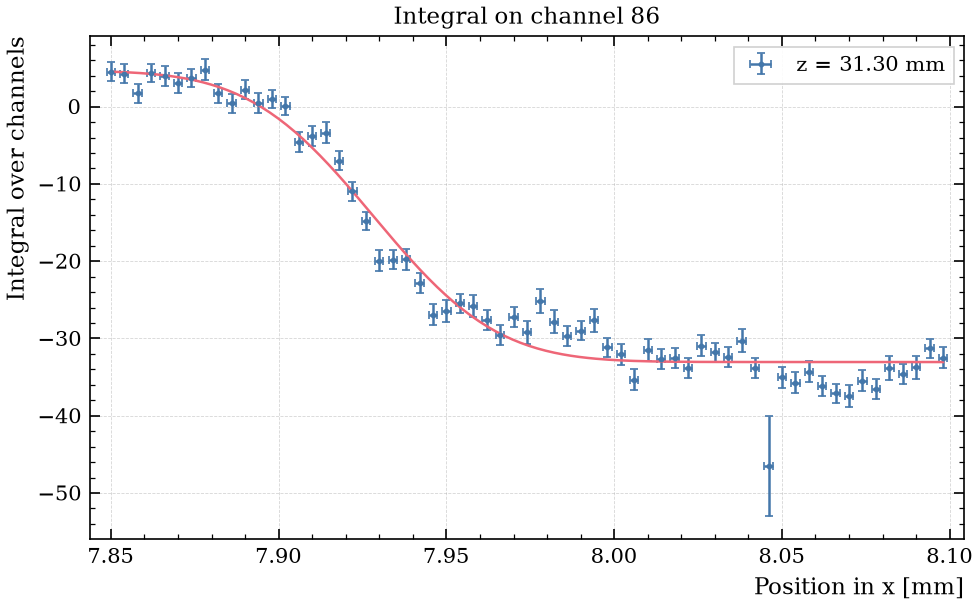 Integral on channel 86
Integral over channels
z = 31.30 mm
0
−10
−20
−30
−40
−50
7.85 7.90 7.95 8.00 8.05 8.10
Position in x [mm]